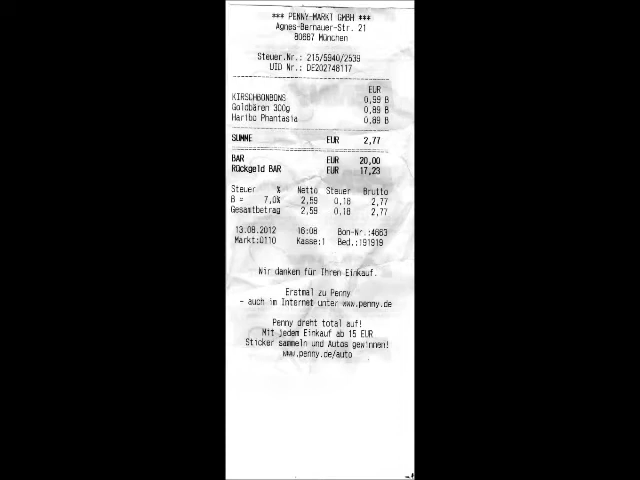 *** PENNY-MARKT GMBH ***
Agnes-Bernauer-Str. 21
80687 München
Steuer.Nr.: 215/5940/2539
UID Nr.: DE202748117
EUR
KIRSCHBONBONS 0,99 B
Goldbären 300g 0,89 B
Haribo Phantasia 0,89 B
SUMME EUR 2,77
BAR EUR 20,00
Rückgeld BAR EUR 17,23
Steuer % Netto Steuer Brutto
B = 7,0% 2,59 0,18 2,77
Gesamtbetrag 2,59 0,18 2,77
13.08.2012 16:08 Bon-Nr.:4663
Markt:0110 Kasse:1 Bed.:191919
Wir danken für Ihren Einkauf.
Erstmal zu Penny
- auch im Internet unter www.penny.de
Penny dreht total auf!
Mit jedem Einkauf ab 15 EUR
Sticker sammeln und Autos gewinnen!
www.penny.de/auto